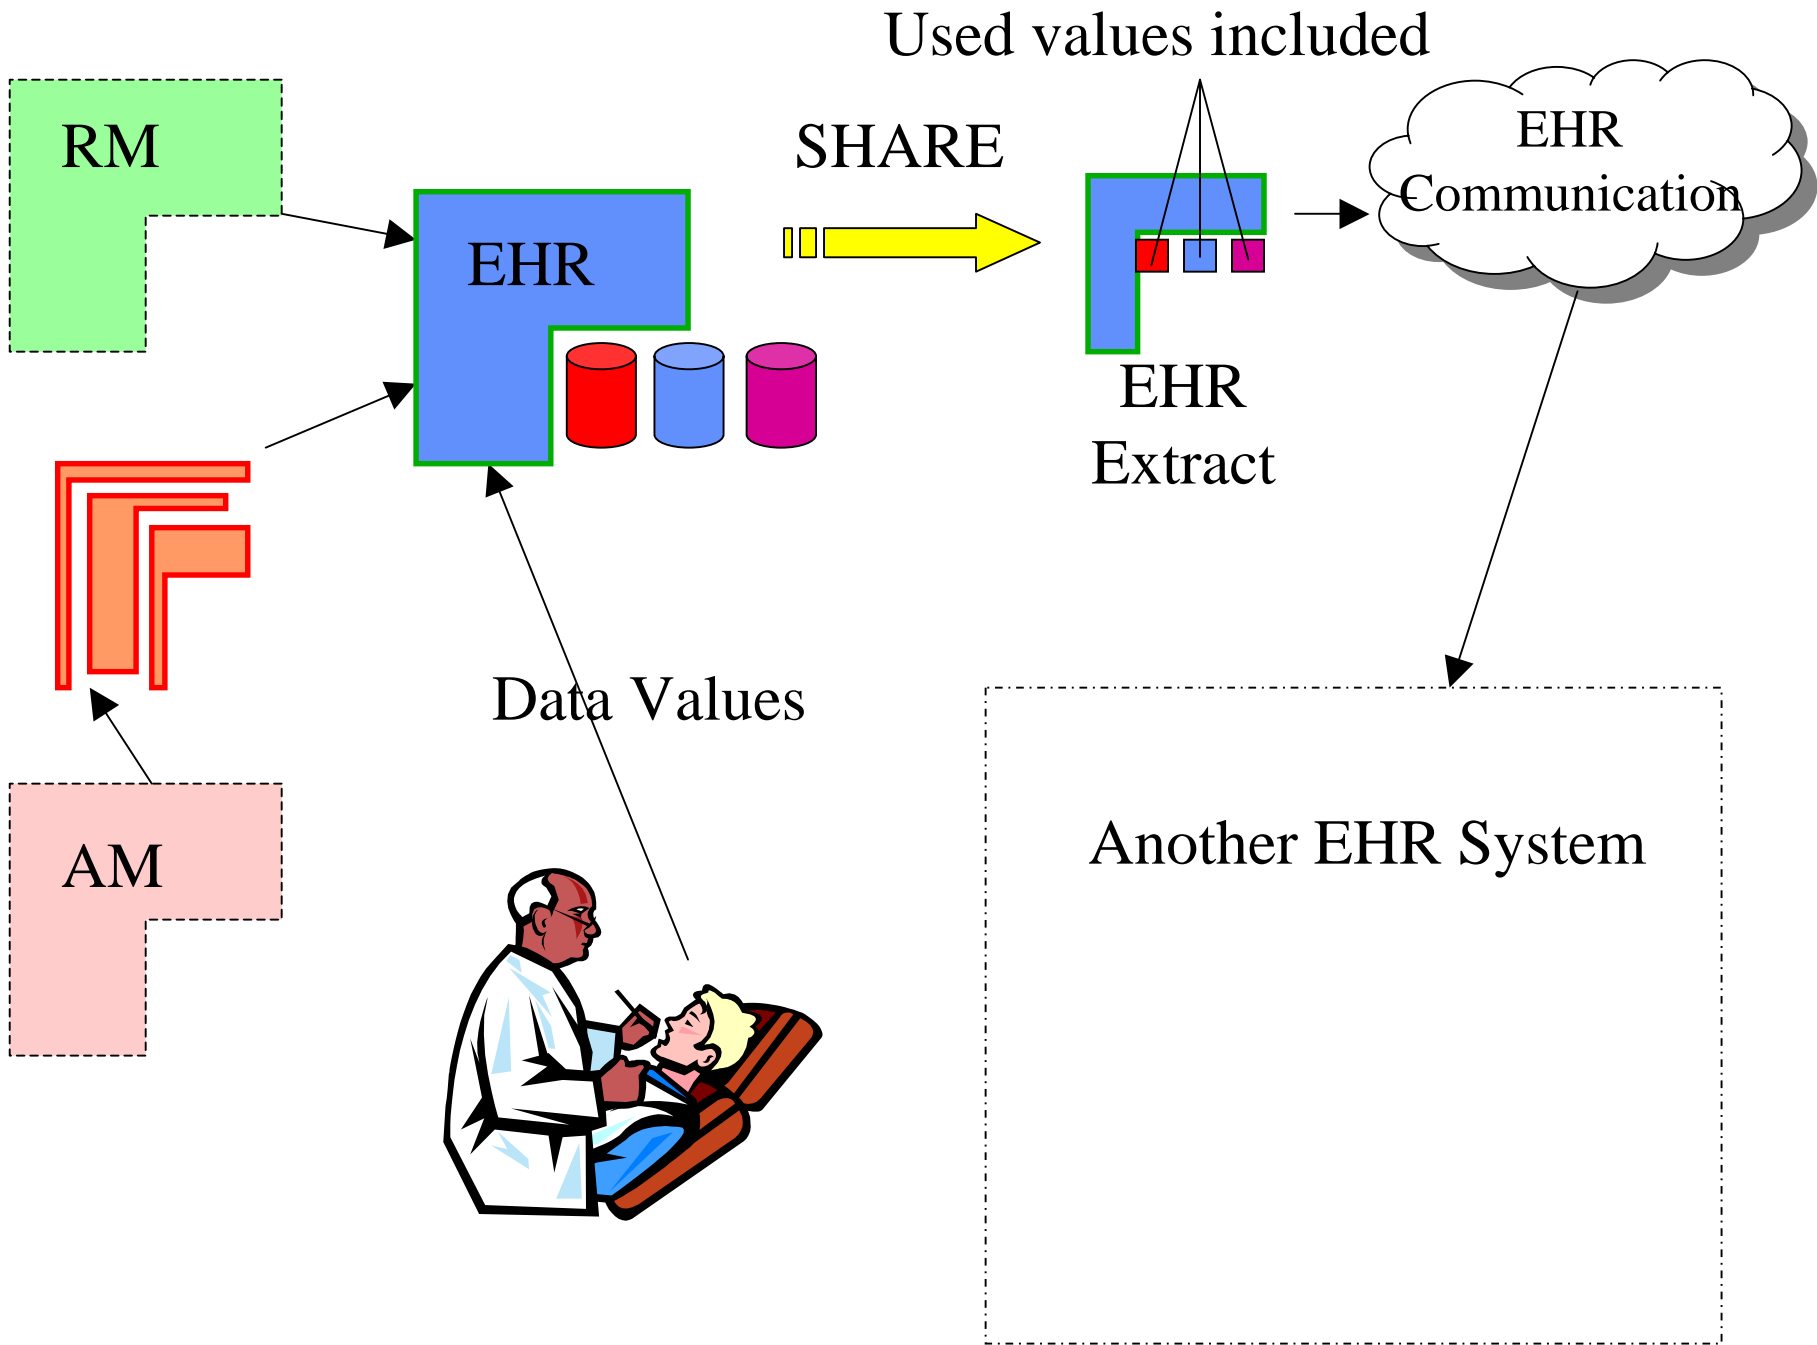 Used values included
RM
SHARE
EHR
Communication
EHR
EHR
Extract
Data Values
AM
Another EHR System